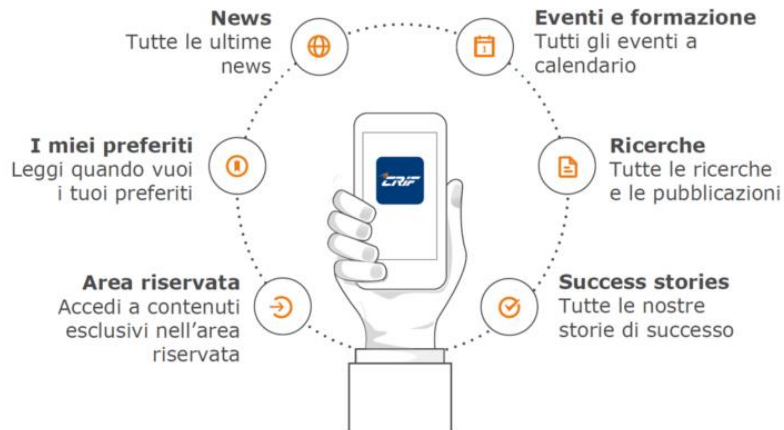 News
Tutte le ultime
news
Eventi e formazione
Tutti gli eventi a
calendario
I miei preferiti
Leggi quando vuoi
i tuoi preferiti
CRIF
Ricerche
Tutte le ricerche
e le pubblicazioni
Area riservata
Accedi a contenuti
esclusivi nell'area
riservata
Success stories
Tutte le nostre
storie di successo
1